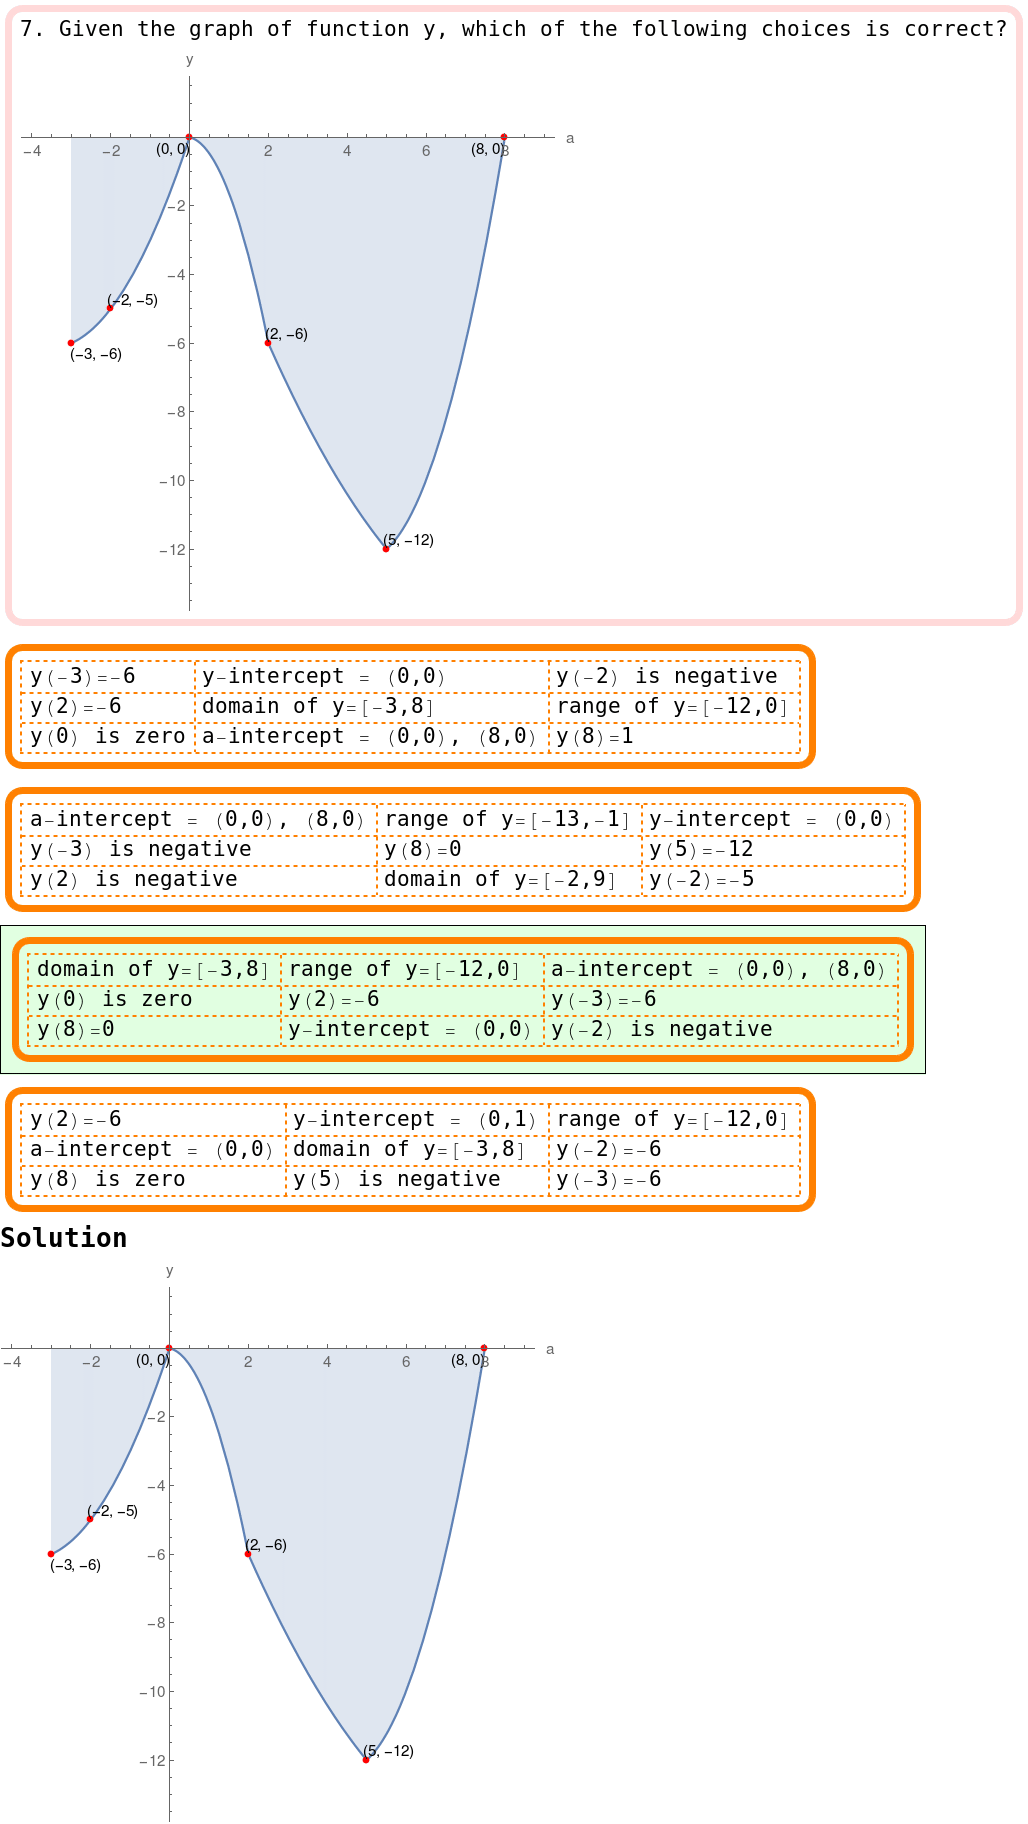 7. Given the graph of function y, which of the following choices is correct?
y
-4 -2 2 4 6 8 a
(0, 0) (8, 0)
-2
-4
(-2, -5)
(2, -6)
-6
(-3, -6)
-8
-10
(5, -12)
-12
y(-3)=-6 y-intercept = (0,0) y(-2) is negative
y(2)=-6 domain of y=[-3,8] range of y=[-12,0]
y(0) is zero a-intercept = (0,0), (8,0) y(8)=1
a-intercept = (0,0), (8,0) range of y=[-13,-1] y-intercept = (0,0)
y(-3) is negative y(8)=0 y(5)=-12
y(2) is negative domain of y=[-2,9] y(-2)=-5
domain of y=[-3,8] range of y=[-12,0] a-intercept = (0,0), (8,0)
y(0) is zero y(2)=-6 y(-3)=-6
y(8)=0 y-intercept = (0,0) y(-2) is negative
y(2)=-6 y-intercept = (0,1) range of y=[-12,0]
a-intercept = (0,0) domain of y=[-3,8] y(-2)=-6
y(8) is zero y(5) is negative y(-3)=-6
Solution
y
-4 -2 2 4 6 8 a
(0, 0) (8, 0)
-2
-4
(-2, -5)
(2, -6)
-6
(-3, -6)
-8
-10
(5, -12)
-12